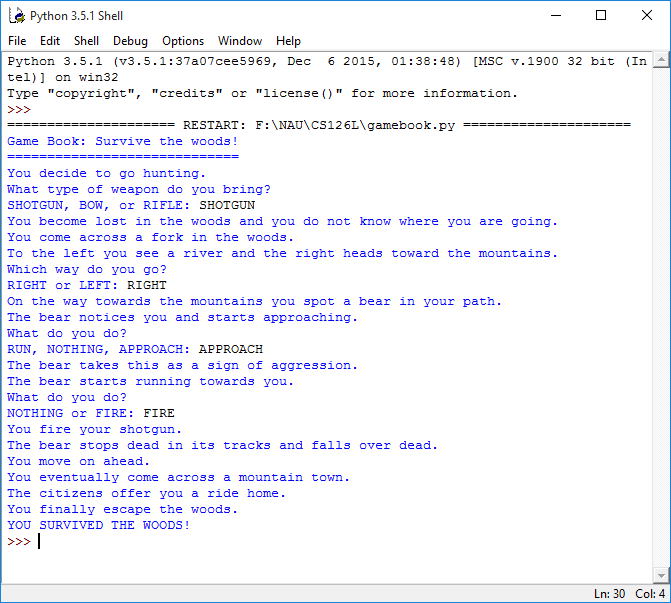 Python 3.5.1 Shell
File Edit Shell Debug Options Window Help
Python 3.5.1 (v3.5.1:37a07cee5969, Dec  6 2015, 01:38:48) [MSC v.1900 32 bit (In
tel)] on win32
Type "copyright", "credits" or "license()" for more information.
>>>
===================== RESTART: F:\NAU\CS126L\gamebook.py =====================
Game Book: Survive the woods!
=============================
You decide to go hunting.
What type of weapon do you bring?
SHOTGUN, BOW, or RIFLE: SHOTGUN
You become lost in the woods and you do not know where you are going.
You come across a fork in the woods.
To the left you see a river and the right heads toward the mountains.
Which way do you go?
RIGHT or LEFT: RIGHT
On the way towards the mountains you spot a bear in your path.
The bear notices you and starts approaching.
What do you do?
RUN, NOTHING, APPROACH: APPROACH
The bear takes this as a sign of aggression.
The bear starts running towards you.
What do you do?
NOTHING or FIRE: FIRE
You fire your shotgun.
The bear stops dead in its tracks and falls over dead.
You move on ahead.
You eventually come across a mountain town.
The citizens offer you a ride home.
You finally escape the woods.
YOU SURVIVED THE WOODS!
>>>
Ln: 30 Col: 4